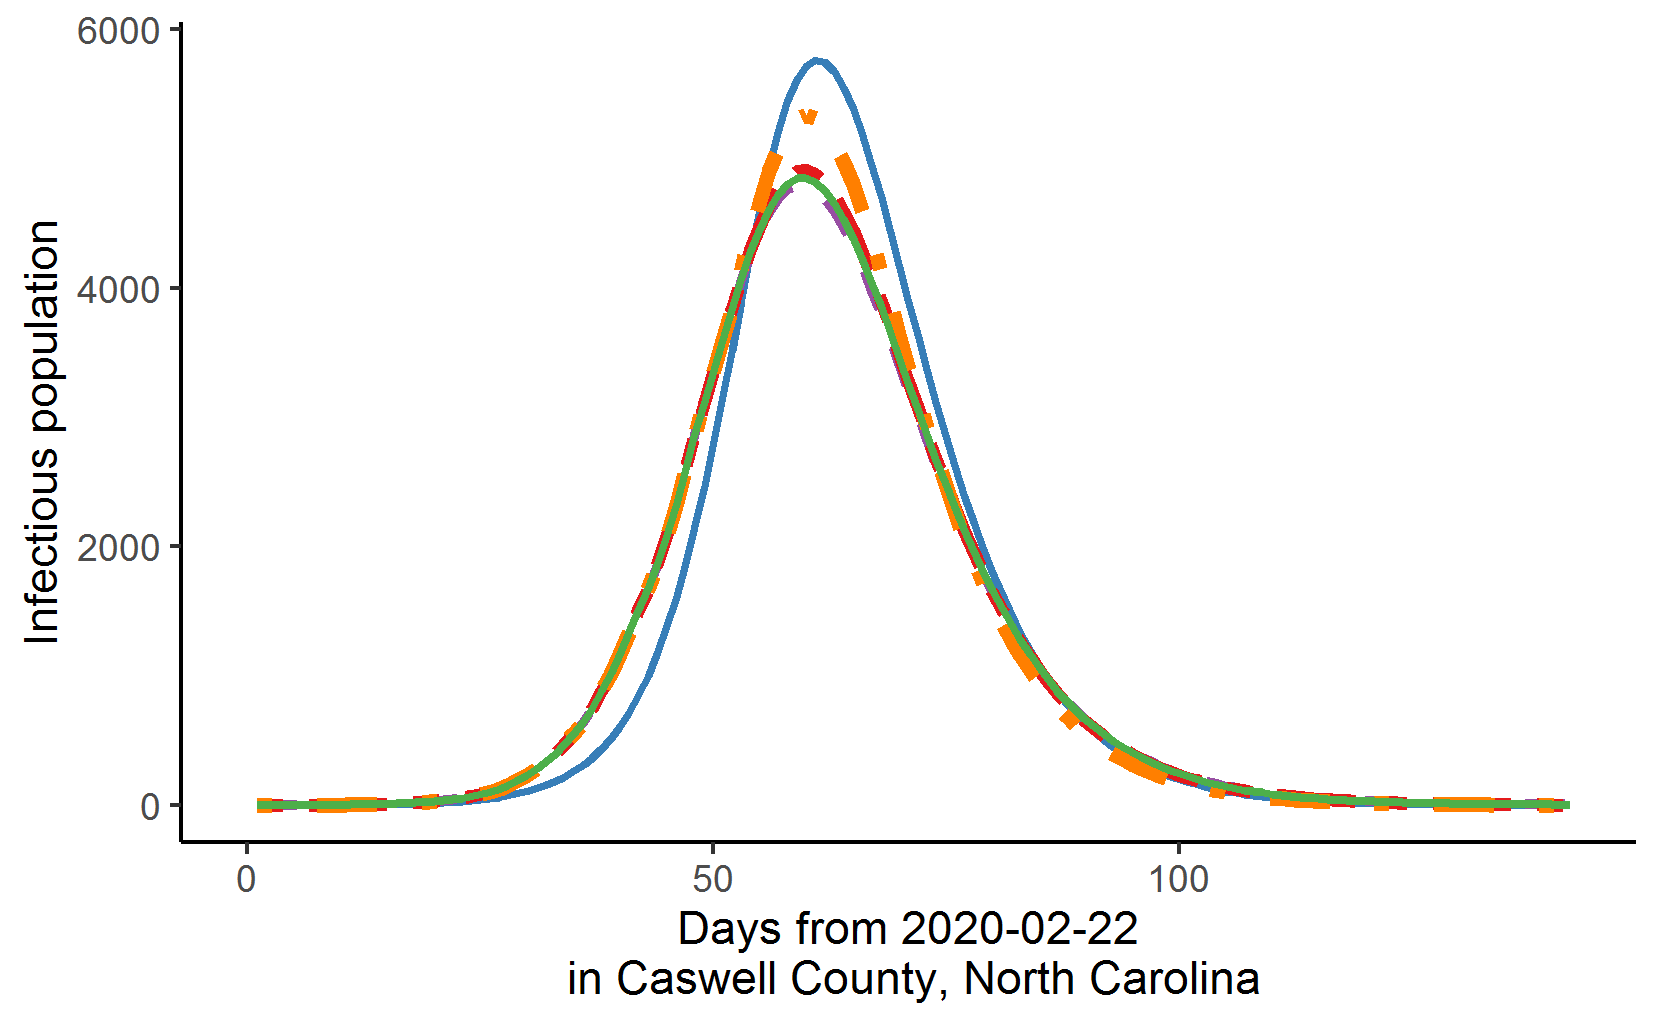 6000
4000
2000
0
Infectious population
0 50 100
Days from 2020-02-22
in Caswell County, North Carolina